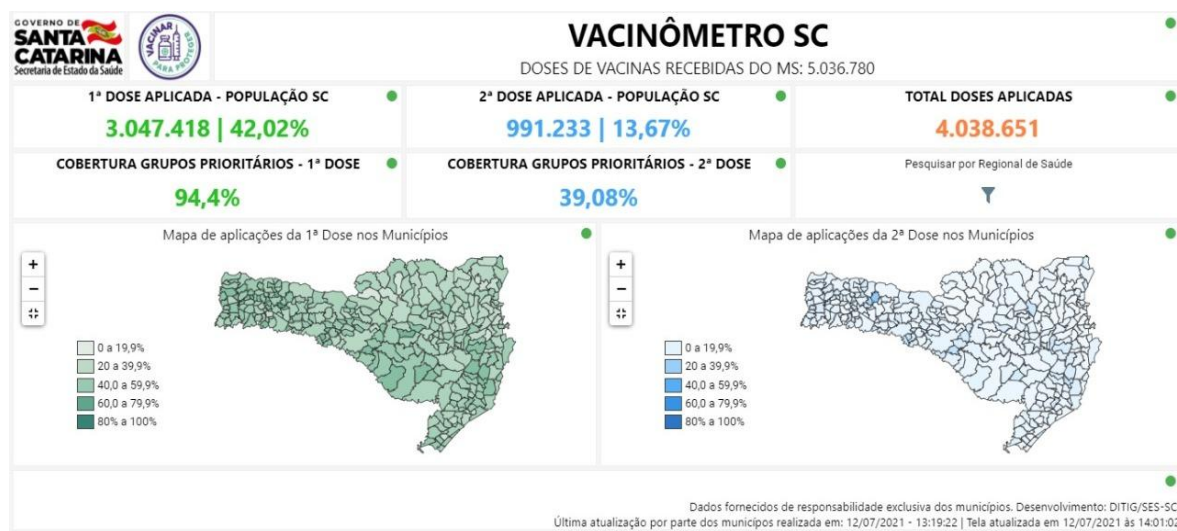 GOVERNO DE
SANTA
CATARINA
Secretaria de Estado da Saúde
VACINAR
PARA PROTEGER
VACINÔMETRO SC
DOSES DE VACINAS RECEBIDAS DO MS: 5.036.780
1ª DOSE APLICADA - POPULAÇÃO SC
3.047.418 | 42,02%
2ª DOSE APLICADA - POPULAÇÃO SC
991.233 | 13,67%
TOTAL DOSES APLICADAS
4.038.651
COBERTURA GRUPOS PRIORITÁRIOS - 1ª DOSE
94,4%
COBERTURA GRUPOS PRIORITÁRIOS - 2ª DOSE
39,08%
Pesquisar por Regional de Saúde
Mapa de aplicações da 1ª Dose nos Municípios
+
−
0 a 19,9%
20 a 39,9%
40,0 a 59,9%
60,0 a 79,9%
80% a 100%
Mapa de aplicações da 2ª Dose nos Municípios
+
−
0 a 19,9%
20 a 39,9%
40,0 a 59,9%
60,0 a 79,9%
80% a 100%
Dados fornecidos de responsabilidade exclusiva dos municípios. Desenvolvimento: DITIG/SES-SC
Última atualização por parte dos municípos realizada em: 12/07/2021 - 13:19:22 | Tela atualizada em 12/07/2021 às 14:01:02